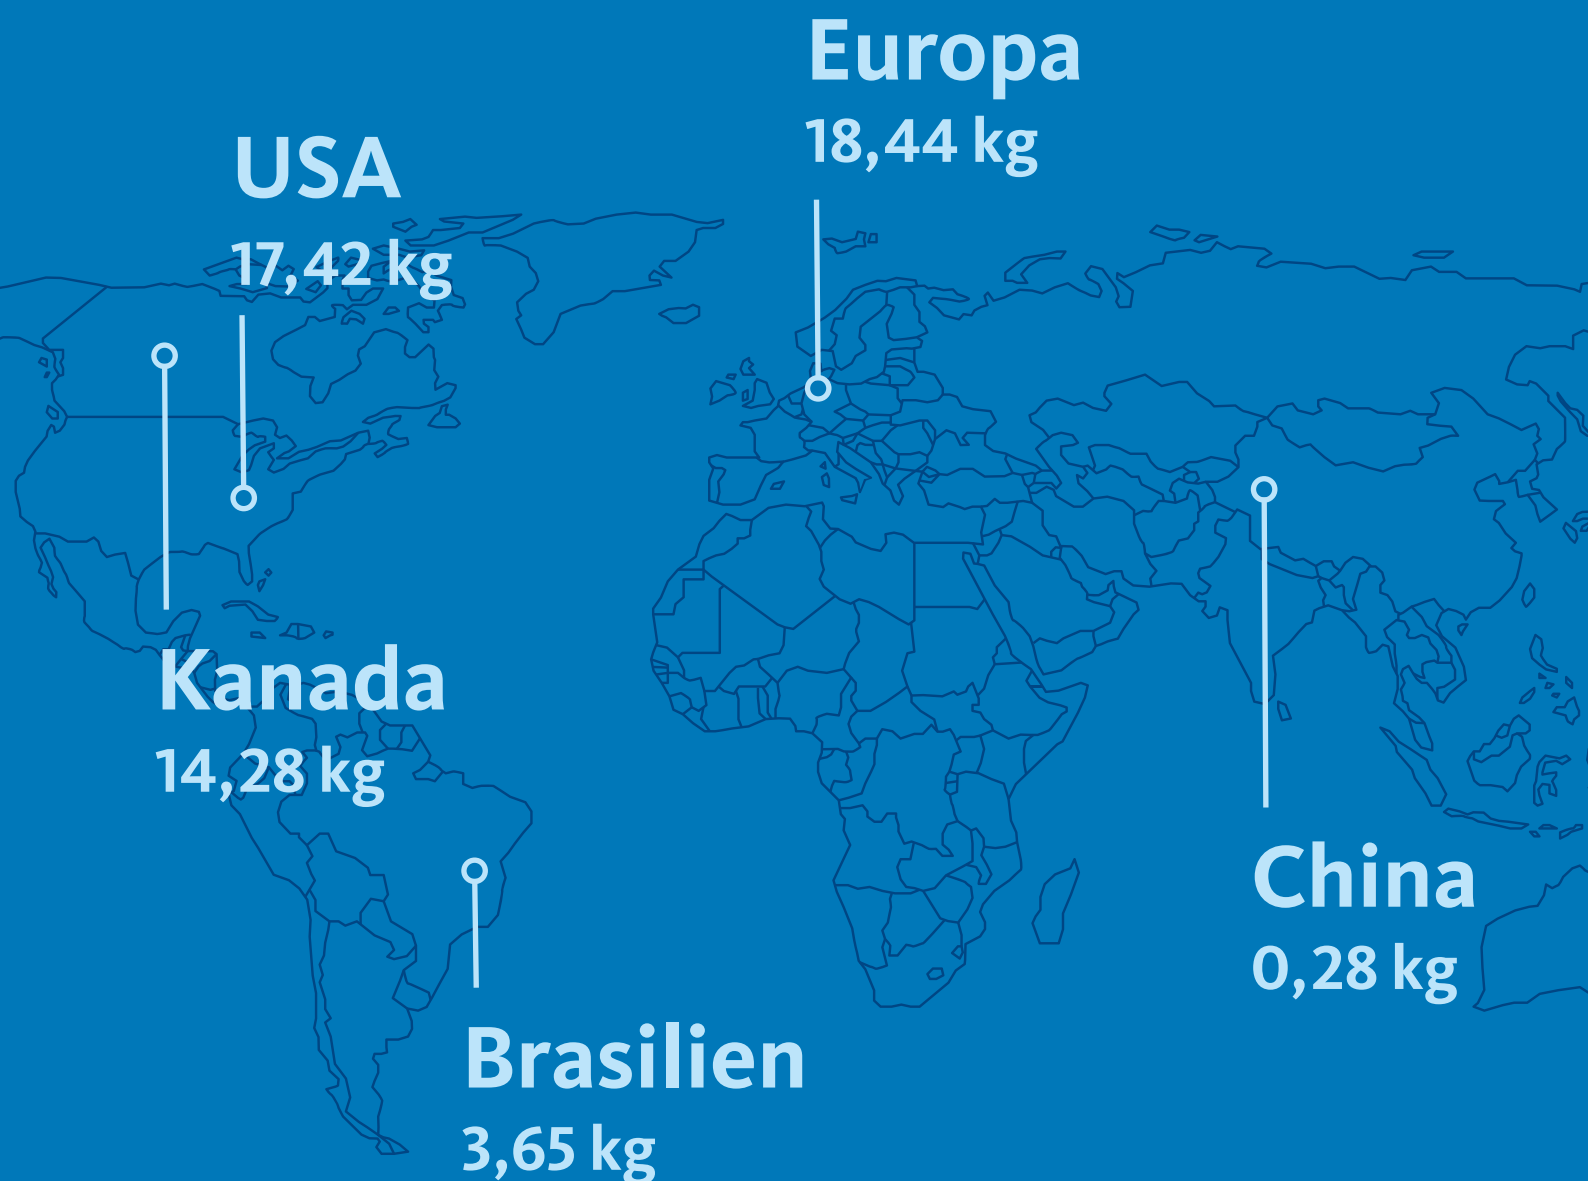 Europa
18,44 kg
USA
17,42 kg
Kanada
14,28 kg
China
0,28 kg
Brasilien
3,65 kg